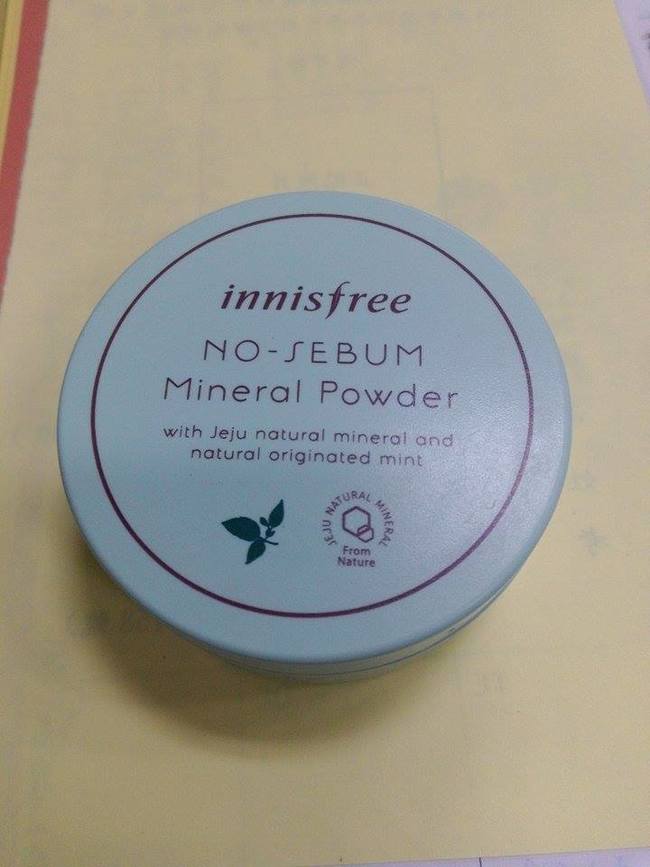 innisfree
NO-SEBUM
Mineral Powder
with Jeju natural mineral and
natural originated mint
JEJU NATURAL MINERAL
From
Nature